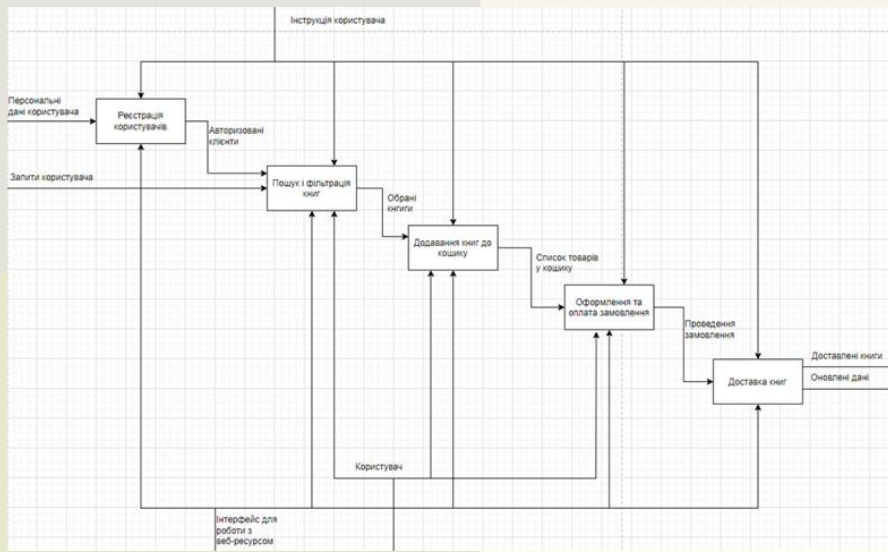 Інструкція користувача
Персональні
дані користувача
Реєстрація
користувачів
Авторизовані
клієнти
Запити користувача
Пошук і фільтрація
книг
Обрані
книги
Додавання книг до
кошику
Список товарів
у кошику
Оформлення та
оплата замовлення
Проведення
замовлення
Доставлені книги
Доставка книг
Оновлені дані
Користувач
Інтерфейс для
роботи з
веб-ресурсом